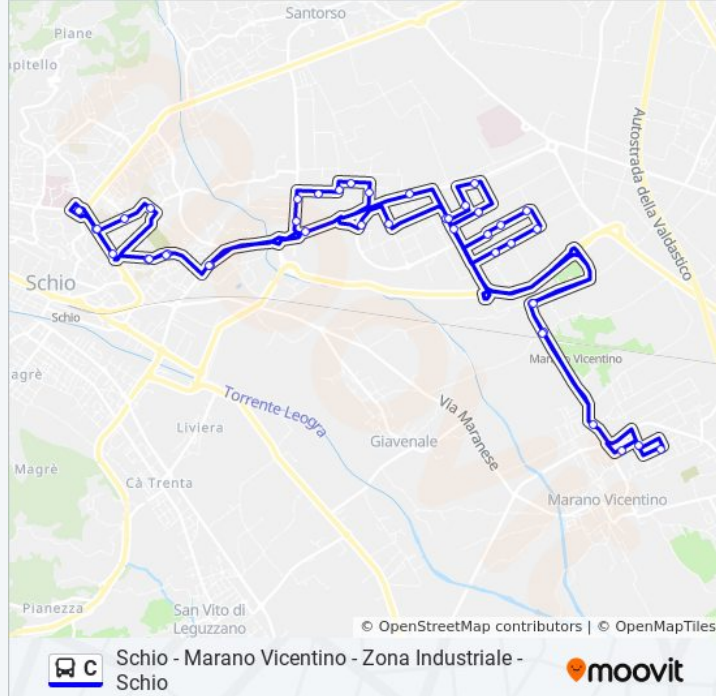 Santorso
Piane
pitello
Autostrada della Valdastico
Schio
Schio
Marano Vicentino
agrè
Torrente Leogra
Via Maranese
Liviera
Giavenale
Magrè
Cà Trenta
Marano Vicentino
Pianezza
San Vito di
Leguzzano
© OpenStreetMap contributors | © OpenMapTiles
C
Schio - Marano Vicentino - Zona Industriale -
Schio
moovit